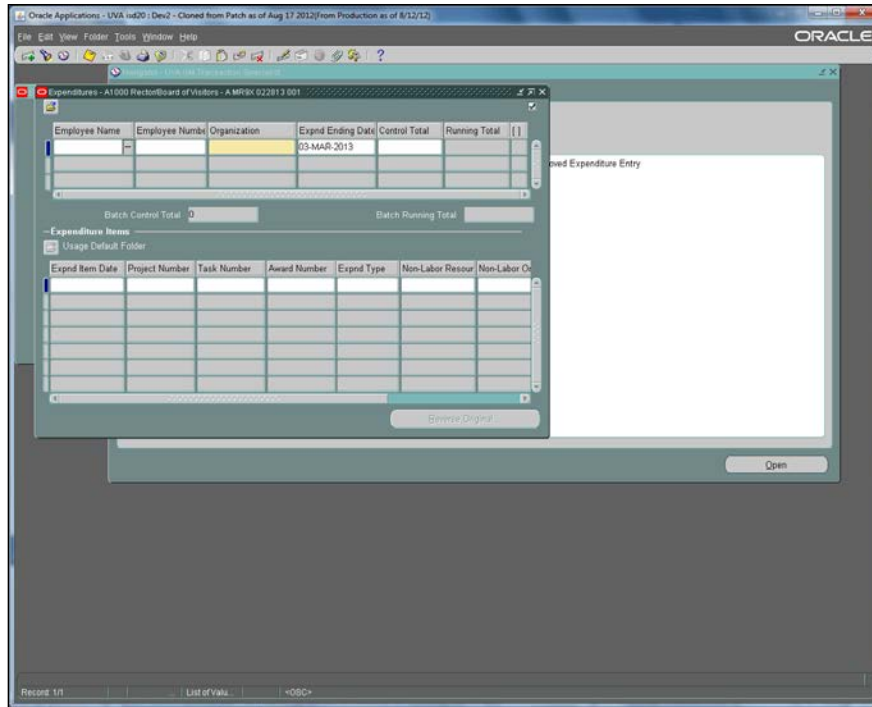 Oracle Applications - UVA isd20 : Dev2 - Cloned from Patch as of Aug 17 2012(From Production as of 8/12/12)
File Edit View Folder Tools Window Help
ORACLE
Expenditures - A1000 Rector/Board of Visitors - A MR9X 022813 001
Employee Name Employee Numbe Organization Expnd Ending Date Control Total Running Total [ ]
03-MAR-2013
oved Expenditure Entry
Batch Control Total 0 Batch Running Total
Expenditure Items
Usage Default Folder
Expnd Item Date Project Number Task Number Award Number Expnd Type Non-Labor Resour Non-Labor Or
Reverse Original...
Open
Record: 1/1 ... List of Valu... <OSC>